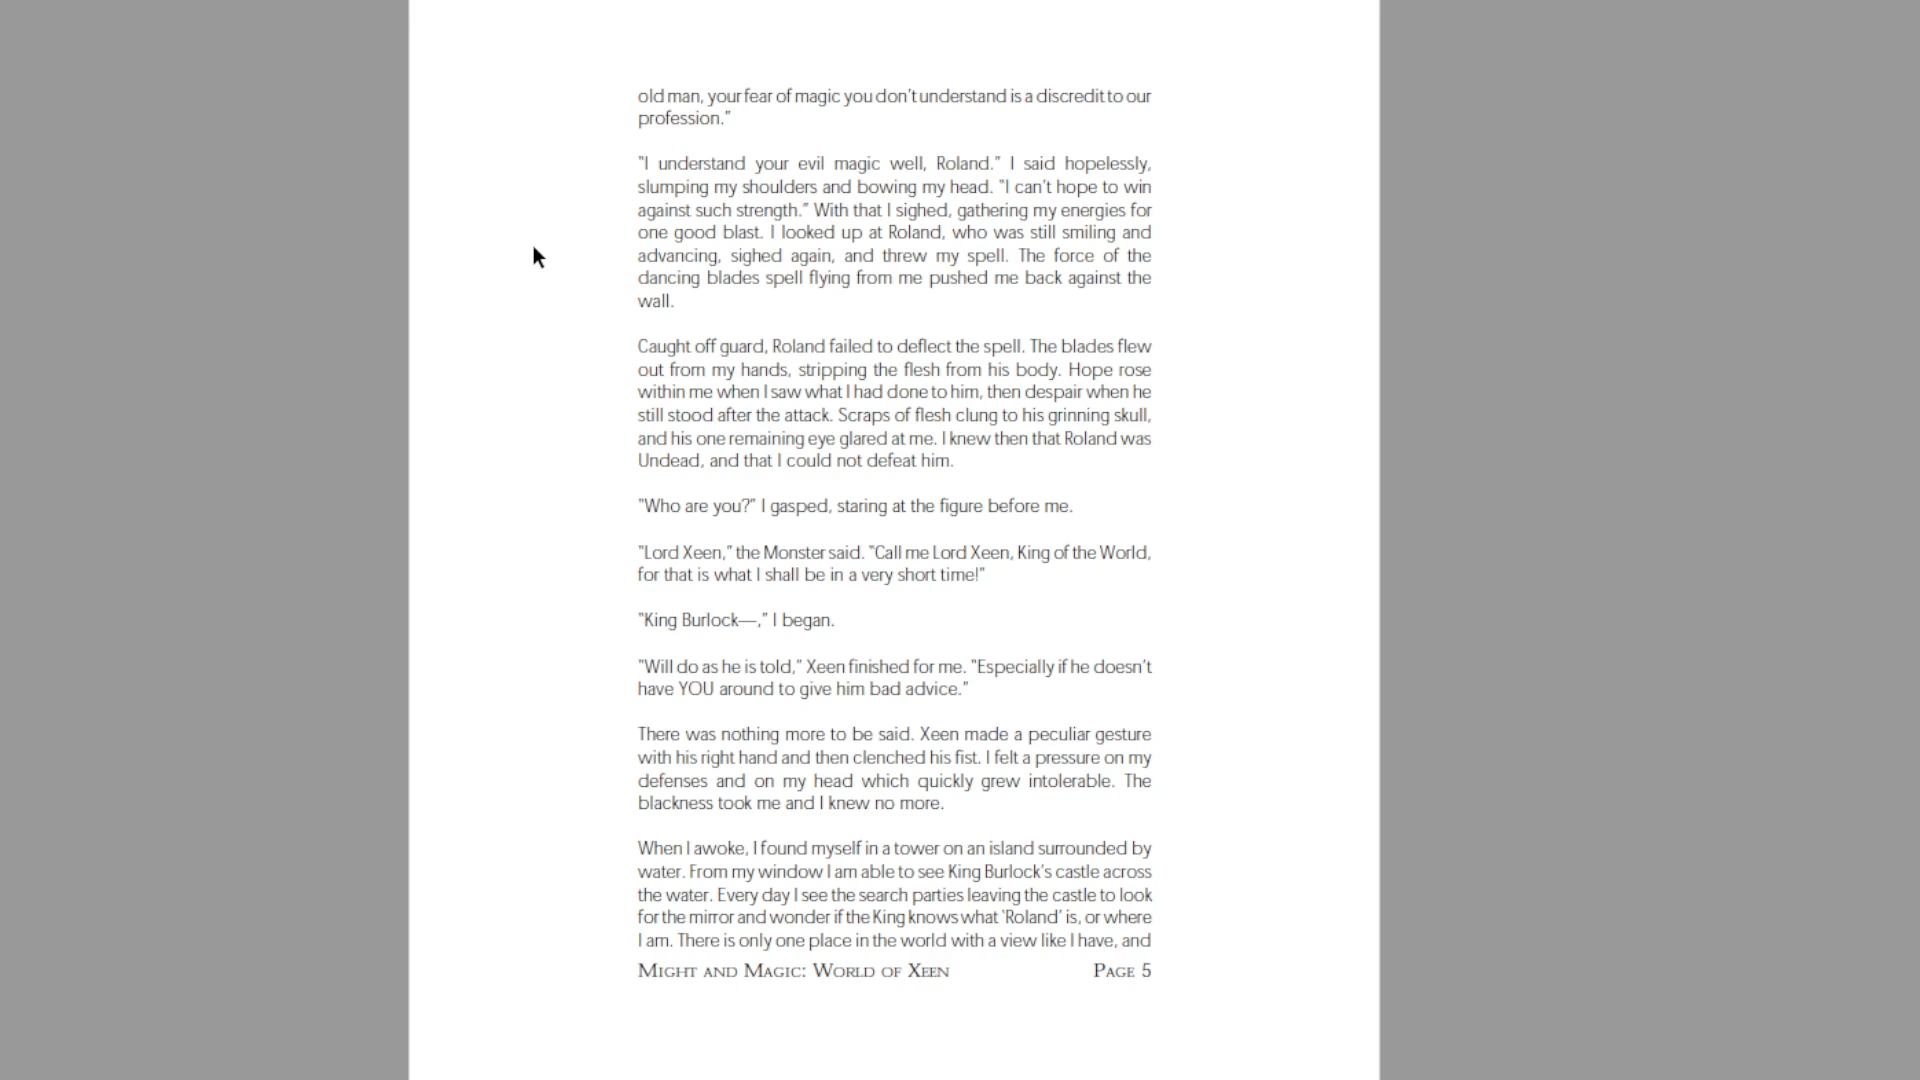 old man, your fear of magic you don't understand is a discredit to our
profession."
"I understand your evil magic well, Roland." I said hopelessly,
slumping my shoulders and bowing my head. "I can't hope to win
against such strength." With that I sighed, gathering my energies for
one good blast. I looked up at Roland, who was still smiling and
advancing, sighed again, and threw my spell. The force of the
dancing blades spell flying from me pushed me back against the
wall.
Caught off guard, Roland failed to deflect the spell. The blades flew
out from my hands, stripping the flesh from his body. Hope rose
within me when I saw what I had done to him, then despair when he
still stood after the attack. Scraps of flesh clung to his grinning skull,
and his one remaining eye glared at me. I knew then that Roland was
Undead, and that I could not defeat him.
"Who are you?" I gasped, staring at the figure before me.
"Lord Xeen," the Monster said. "Call me Lord Xeen, King of the World,
for that is what I shall be in a very short time!"
"King Burlock—," I began.
"Will do as he is told," Xeen finished for me. "Especially if he doesn't
have YOU around to give him bad advice."
There was nothing more to be said. Xeen made a peculiar gesture
with his right hand and then clenched his fist. I felt a pressure on my
defenses and on my head which quickly grew intolerable. The
blackness took me and I knew no more.
When I awoke, I found myself in a tower on an island surrounded by
water. From my window I am able to see King Burlock's castle across
the water. Every day I see the search parties leaving the castle to look
for the mirror and wonder if the King knows what 'Roland' is, or where
I am. There is only one place in the world with a view like I have, and
Might and Magic: World of Xeen Page 5